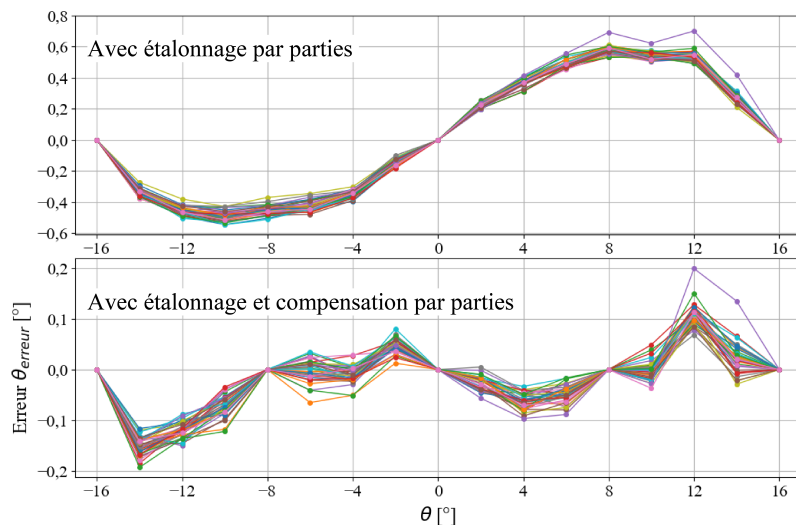 0,8
Avec étalonnage par parties
0,6
0,4
0,2
0,0
−0,2
−0,4
−0,6
−16 −12 −8 −4 0 4 8 12 16
0,2
Avec étalonnage et compensation par parties
0,1
0,0
−0,1
−0,2
Erreur θerreur [°]
−16 −12 −8 −4 0 4 8 12 16
θ [°]